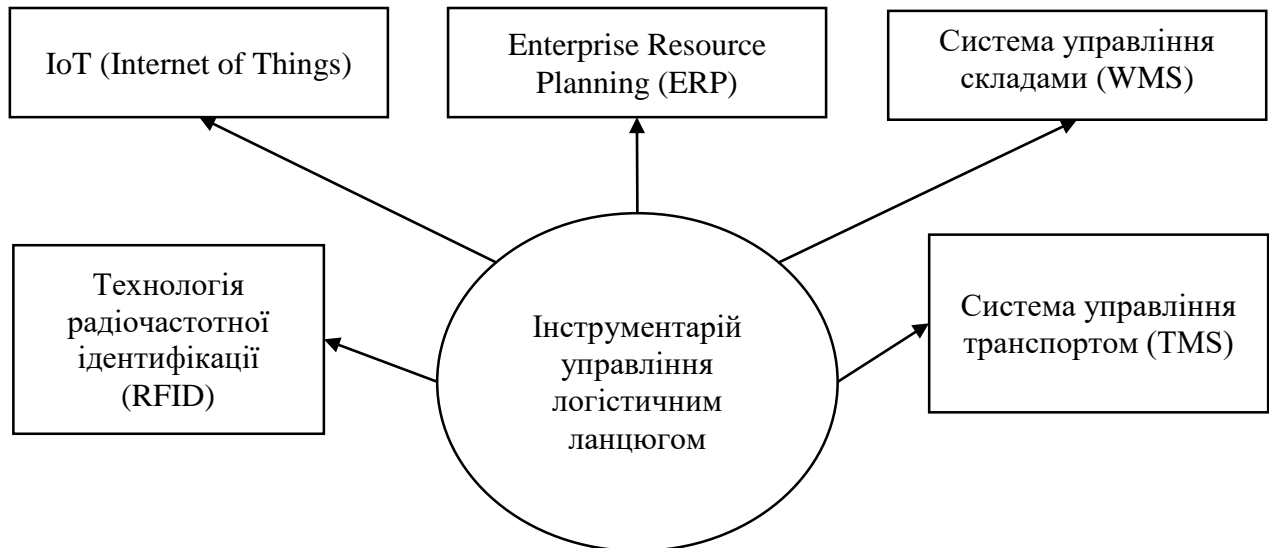 IoT (Internet of Things)
Enterprise Resource
Planning (ERP)
Система управління
складами (WMS)
Технологія
радіочастотної
ідентифікації
(RFID)
Інструментарій
управління
логістичним
ланцюгом
Система управління
транспортом (TMS)